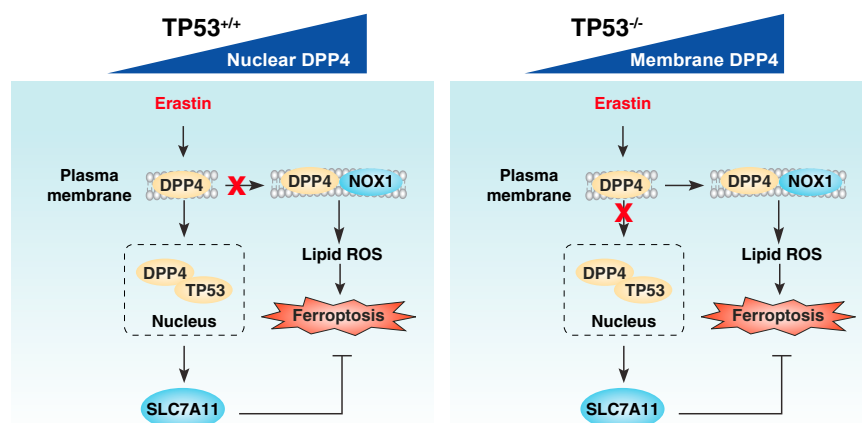 TP53+/+
Nuclear DPP4
Erastin
Plasma
membrane
DPP4
X
DPP4
NOX1
Lipid ROS
DPP4
TP53
Nucleus
Ferroptosis
SLC7A11
TP53-/-
Membrane DPP4
Erastin
Plasma
membrane
DPP4
X
DPP4
NOX1
Lipid ROS
DPP4
TP53
Nucleus
Ferroptosis
SLC7A11